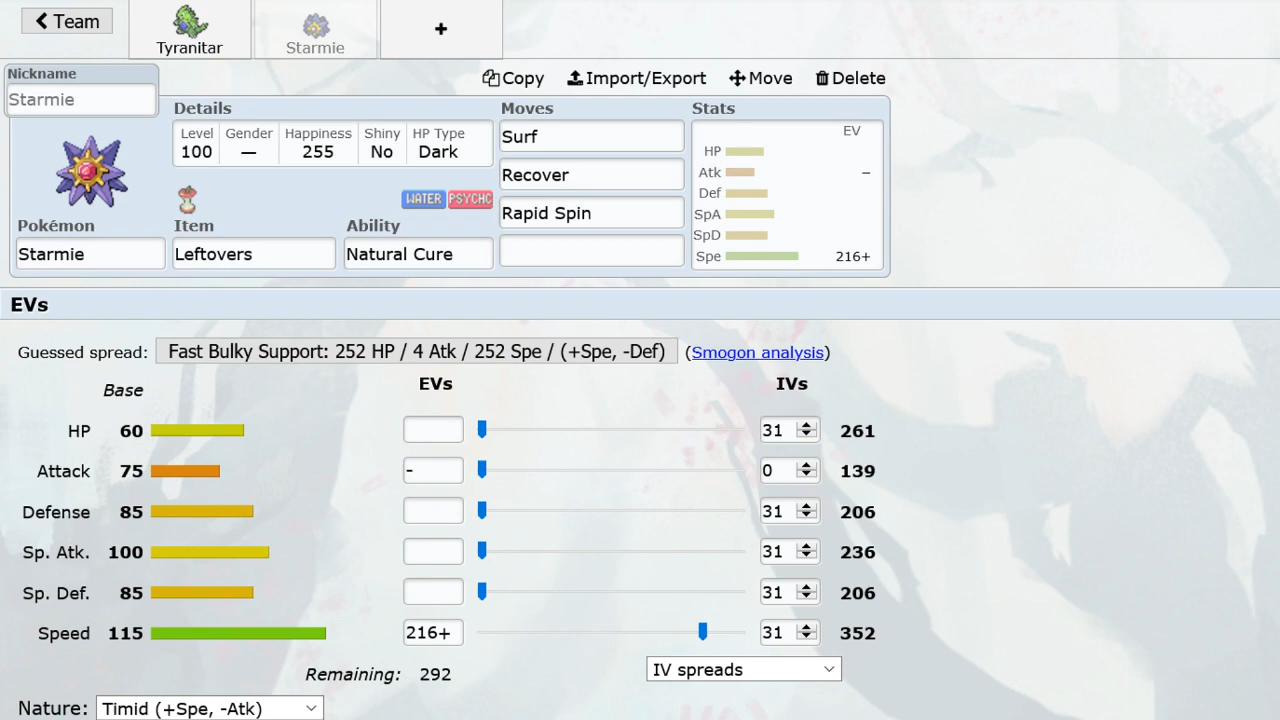 Team
Tyranitar
Starmie
+
Nickname
Starmie
Copy
Import/Export
Move
Delete
Details
Moves
Stats
Level
Gender
Happiness
Shiny
HP Type
100
—
255
No
Dark
Surf
Recover
Rapid Spin
EV
HP
Atk –
Def
SpA
SpD
Spe 216+
WATER PSYCHC
Pokémon
Item
Ability
Starmie
Leftovers
Natural Cure
EVs
Guessed spread: Fast Bulky Support: 252 HP / 4 Atk / 252 Spe / (+Spe, -Def) (Smogon analysis)
Base EVs IVs
HP 60 31 261
Attack 75 - 0 139
Defense 85 31 206
Sp. Atk. 100 31 236
Sp. Def. 85 31 206
Speed 115 216+ 31 352
Remaining: 292
IV spreads
Nature: Timid (+Spe, -Atk)